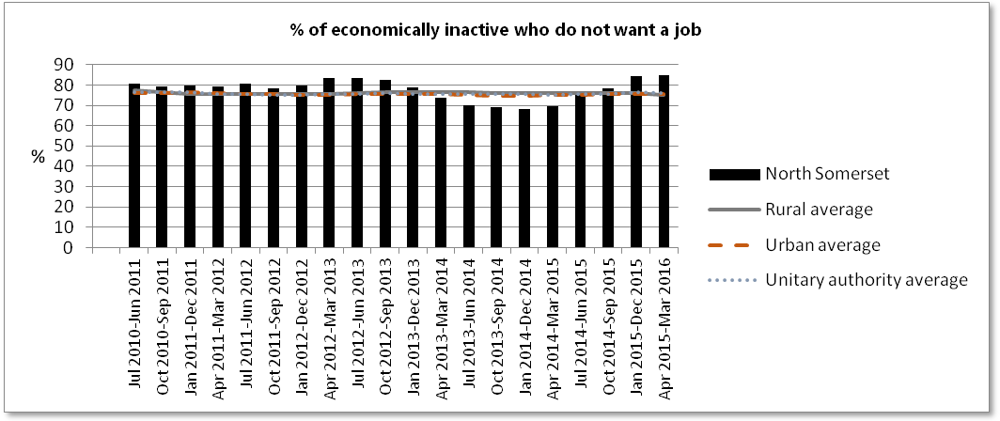 % of economically inactive who do not want a job
90
80
70
60
50
40
30
20
10
0
%
Jul 2010-Jun 2011
Oct 2010-Sep 2011
Jan 2011-Dec 2011
Apr 2011-Mar 2012
Jul 2011-Jun 2012
Oct 2011-Sep 2012
Jan 2012-Dec 2012
Apr 2012-Mar 2013
Jul 2012-Jun 2013
Oct 2012-Sep 2013
Jan 2013-Dec 2013
Apr 2013-Mar 2014
Jul 2013-Jun 2014
Oct 2013-Sep 2014
Jan 2014-Dec 2014
Apr 2014-Mar 2015
Jul 2014-Jun 2015
Oct 2014-Sep 2015
Jan 2015-Dec 2015
Apr 2015-Mar 2016
North Somerset
Rural average
Urban average
Unitary authority average